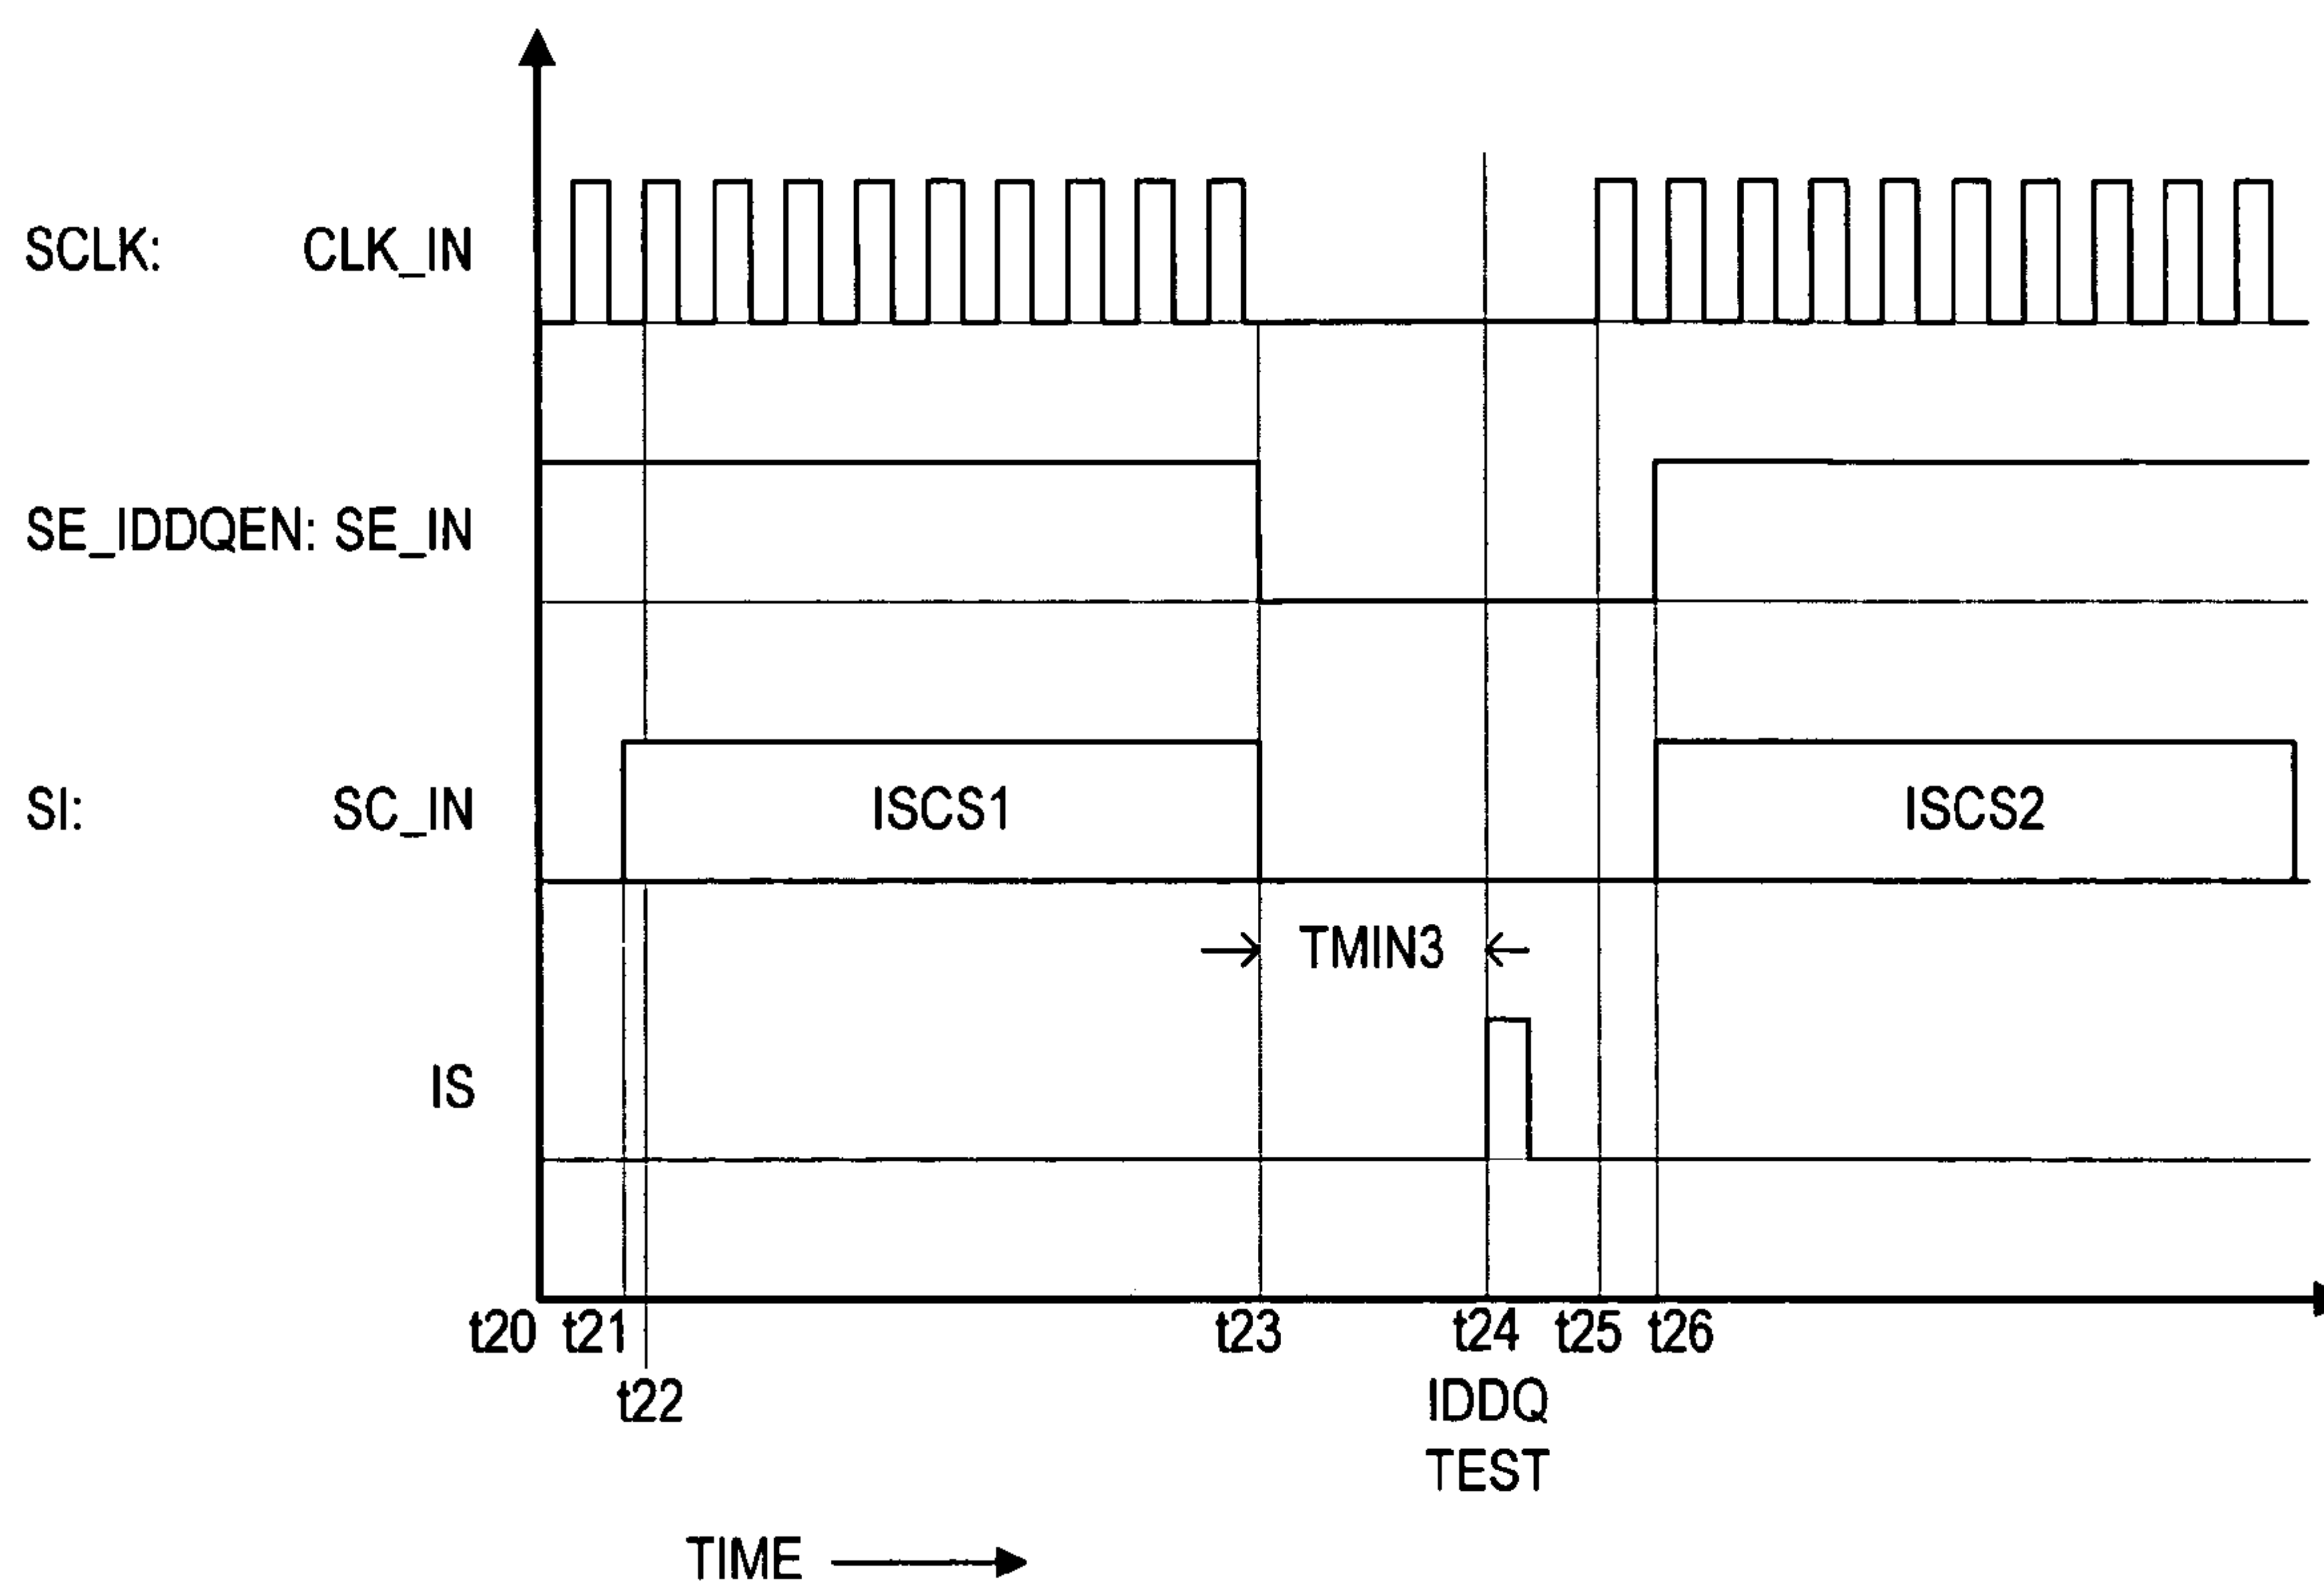 SCLK: CLK_IN
SE_IDDQEN: SE_IN
SI: SC_IN ISCS1 ISCS2
TMIN3
IS
t20 t21 t23 t24 t25 t26
t22 IDDQ
TEST
TIME